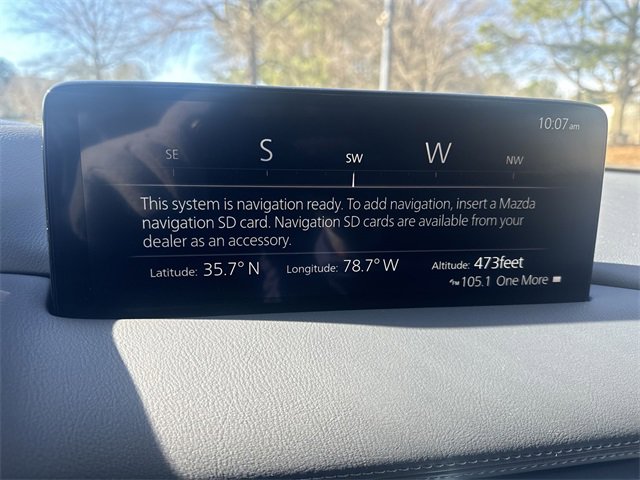 10:07am
SE S SW W NW
This system is navigation ready. To add navigation, insert a Mazda
navigation SD card. Navigation SD cards are available from your
dealer as an accessory.
Latitude: 35.7° N Longitude: 78.7° W Altitude: 473feet
FM 105.1 One More